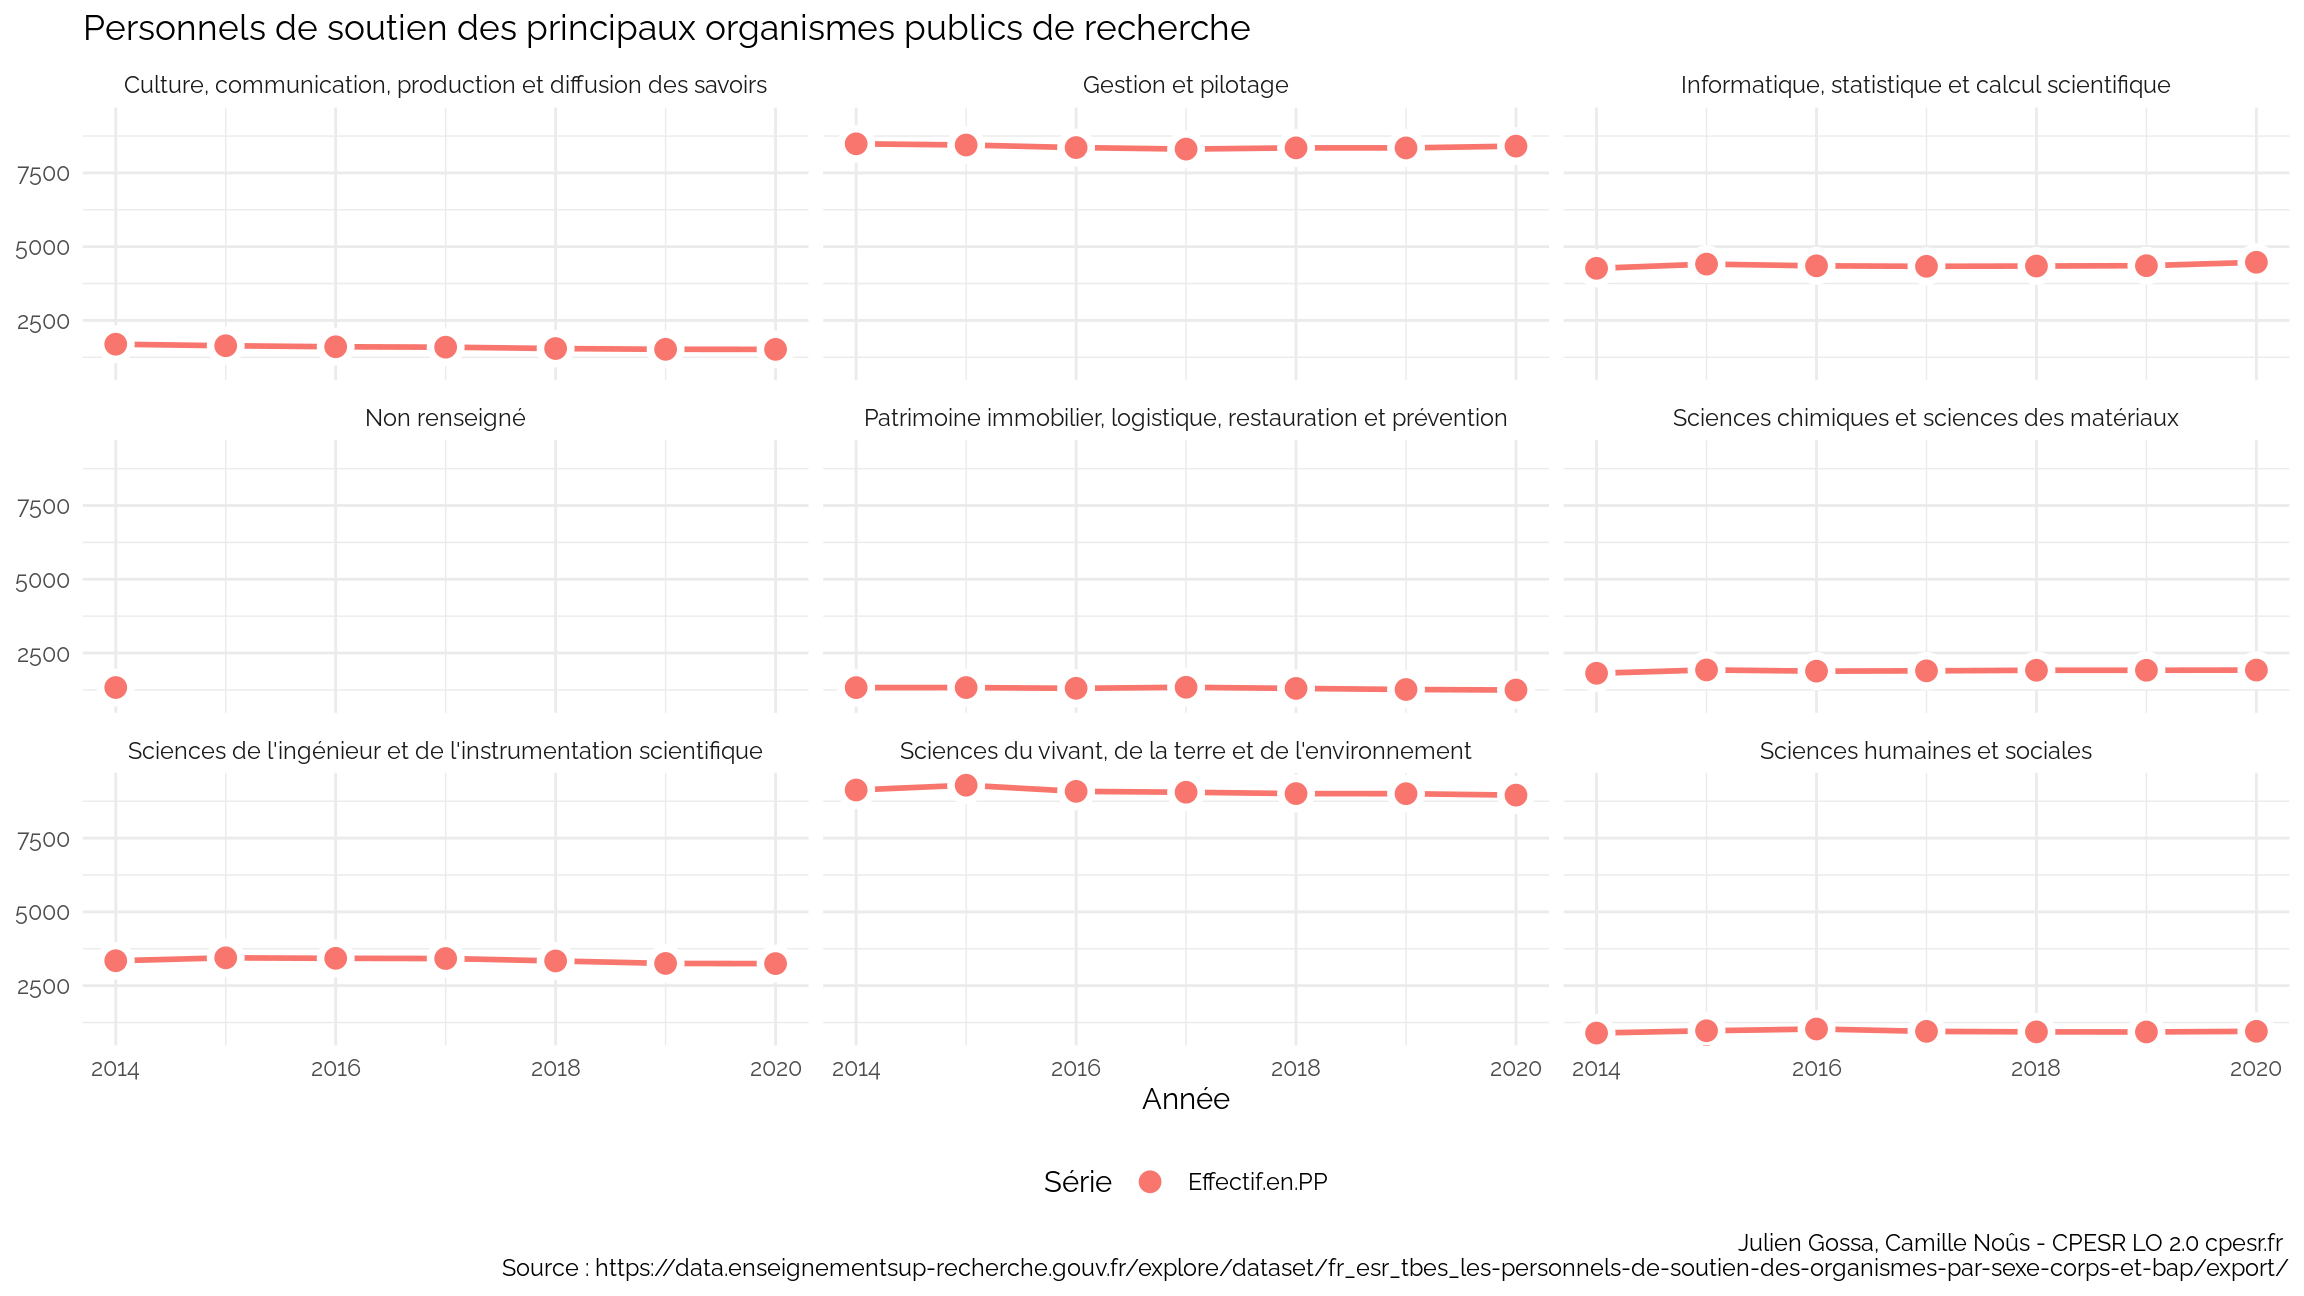 Personnels de soutien des principaux organismes publics de recherche
Culture, communication, production et diffusion des savoirs
Gestion et pilotage
Informatique, statistique et calcul scientifique
7500
5000
2500
Non renseigné
Patrimoine immobilier, logistique, restauration et prévention
Sciences chimiques et sciences des matériaux
7500
5000
2500
Sciences de l'ingénieur et de l'instrumentation scientifique
Sciences du vivant, de la terre et de l'environnement
Sciences humaines et sociales
7500
5000
2500
2014 2016 2018 2020 2014 2016 2018 2020 2014 2016 2018 2020
Année
Série Effectif.en.PP
Julien Gossa, Camille Noûs - CPESR LO 2.0 cpesr.fr
Source : https://data.enseignementsup-recherche.gouv.fr/explore/dataset/fr_esr_tbes_les-personnels-de-soutien-des-organismes-par-sexe-corps-et-bap/export/